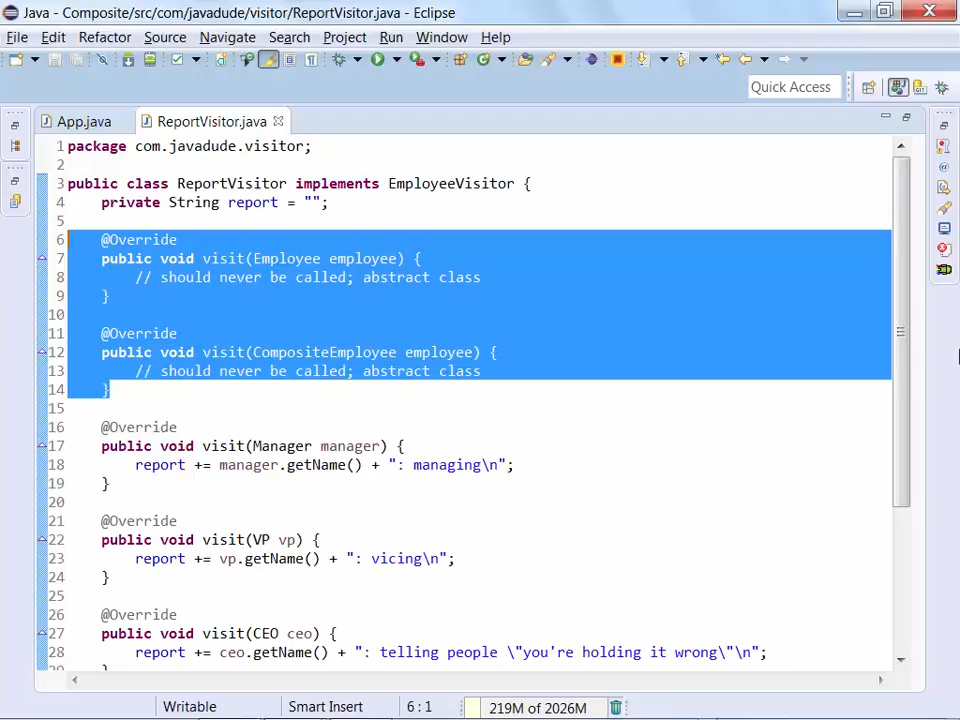 Java - Composite/src/com/javadude/visitor/ReportVisitor.java - Eclipse
File Edit Refactor Source Navigate Search Project Run Window Help
Quick Access
App.java ReportVisitor.java
1 package com.javadude.visitor;
2
3 public class ReportVisitor implements EmployeeVisitor {
4 private String report = "";
5
6 @Override
7 public void visit(Employee employee) {
8 // should never be called; abstract class
9 }
10
11 @Override
12 public void visit(CompositeEmployee employee) {
13 // should never be called; abstract class
14 }
15
16 @Override
17 public void visit(Manager manager) {
18 report += manager.getName() + ": managing\n";
19 }
20
21 @Override
22 public void visit(VP vp) {
23 report += vp.getName() + ": vicing\n";
24 }
25
26 @Override
27 public void visit(CEO ceo) {
28 report += ceo.getName() + ": telling people \"you're holding it wrong\"\n";
29 }
Writable Smart Insert 6 : 1 219M of 2026M